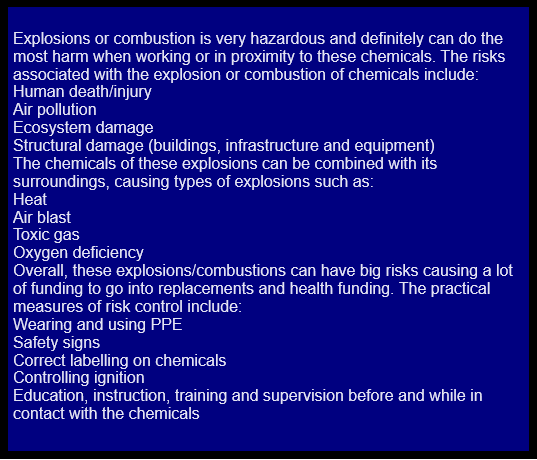 Explosions or combustion is very hazardous and definitely can do the
most harm when working or in proximity to these chemicals. The risks
associated with the explosion or combustion of chemicals include:
Human death/injury
Air pollution
Ecosystem damage
Structural damage (buildings, infrastructure and equipment)
The chemicals of these explosions can be combined with its
surroundings, causing types of explosions such as:
Heat
Air blast
Toxic gas
Oxygen deficiency
Overall, these explosions/combustions can have big risks causing a lot
of funding to go into replacements and health funding. The practical
measures of risk control include:
Wearing and using PPE
Safety signs
Correct labelling on chemicals
Controlling ignition
Education, instruction, training and supervision before and while in
contact with the chemicals